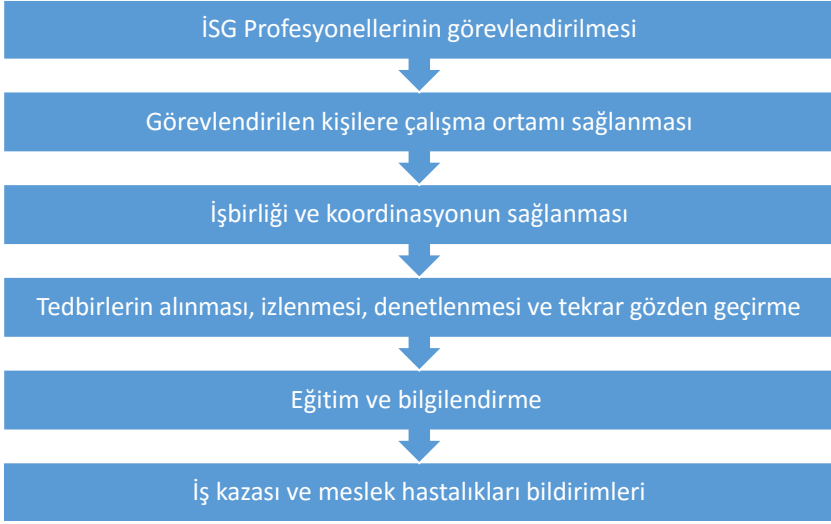 İSG Profesyonellerinin görevlendirilmesi
Görevlendirilen kişilere çalışma ortamı sağlanması
İşbirliği ve koordinasyonun sağlanması
Tedbirlerin alınması, izlenmesi, denetlenmesi ve tekrar gözden geçirme
Eğitim ve bilgilendirme
İş kazası ve meslek hastalıkları bildirimleri